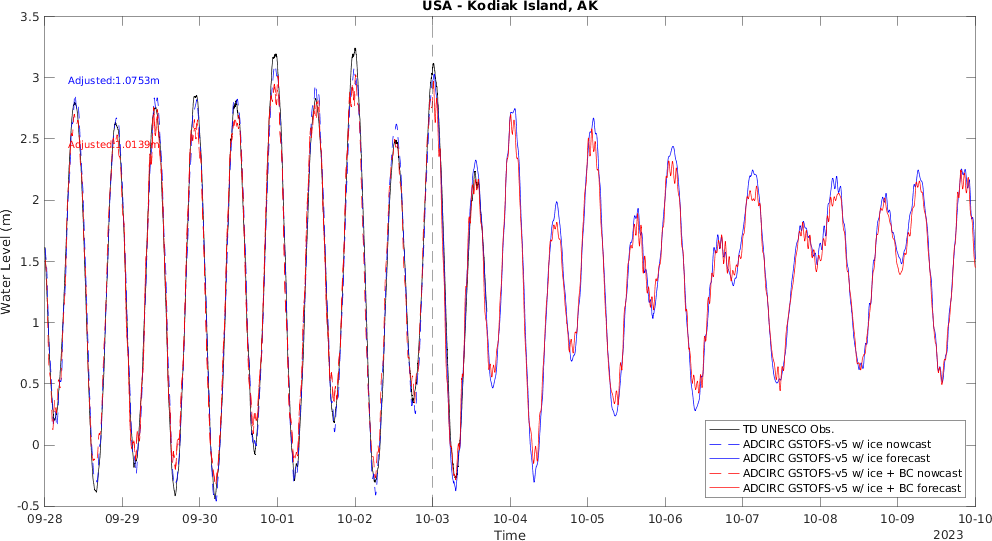 USA - Kodiak Island, AK
3.5
3
2.5
2
1.5
1
0.5
0
-0.5
Water Level (m)
Adjusted:1.0753m
Adjusted:1.0139m
TD UNESCO Obs.
ADCIRC GSTOFS-v5 w/ ice nowcast
ADCIRC GSTOFS-v5 w/ ice forecast
ADCIRC GSTOFS-v5 w/ ice + BC nowcast
ADCIRC GSTOFS-v5 w/ ice + BC forecast
09-28 09-29 09-30 10-01 10-02 10-03 10-04 10-05 10-06 10-07 10-08 10-09 10-10
Time
2023